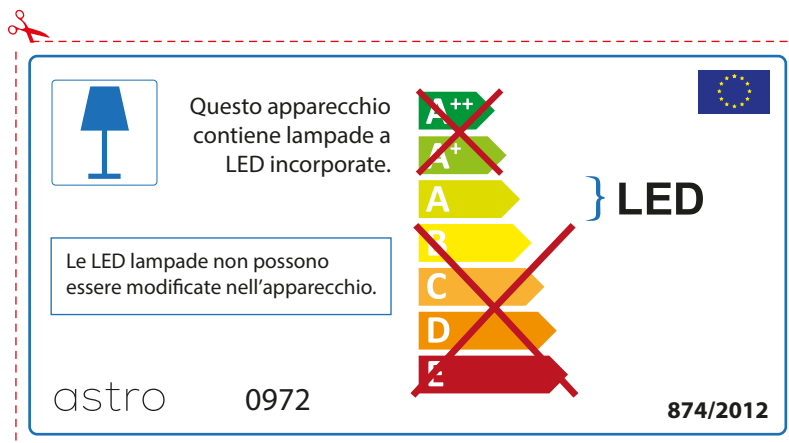 Questo apparecchio
contiene lampade a
LED incorporate.
Le LED lampade non possono
essere modificate nell'apparecchio.
A++
A+
A
B
C
D
E
LED
astro
0972
874/2012